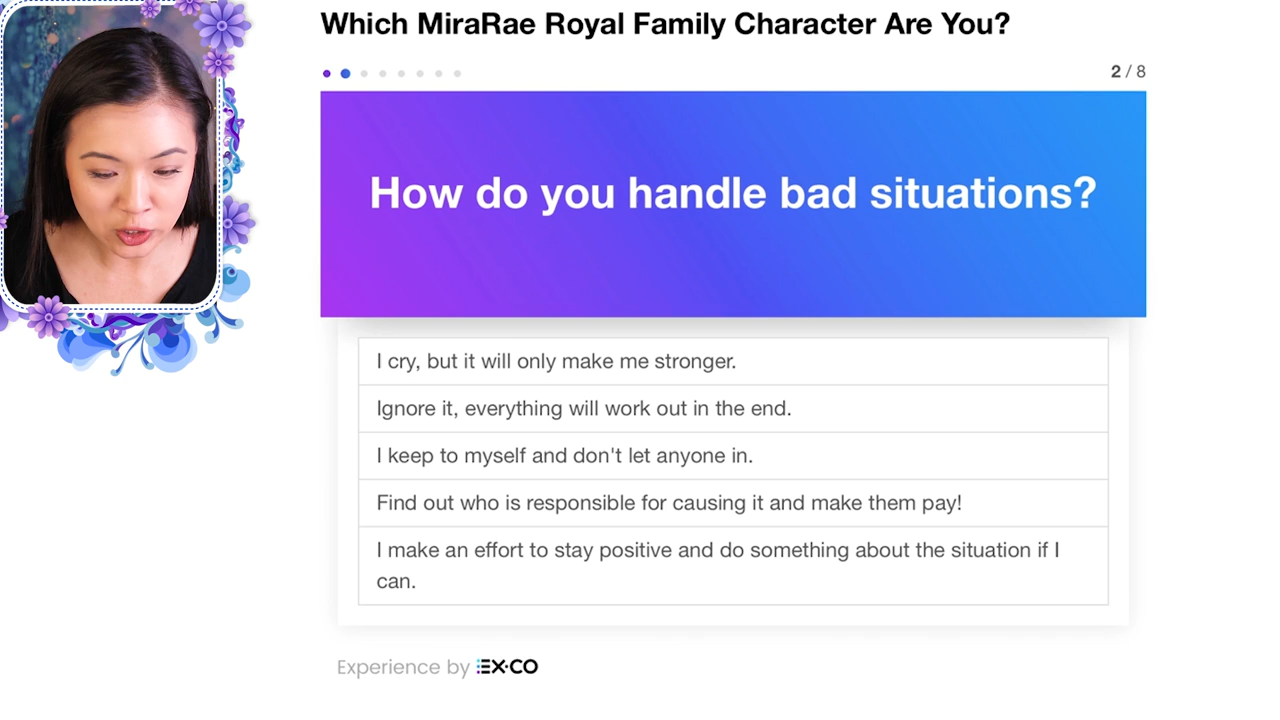 Which MiraRae Royal Family Character Are You?
2 / 8
How do you handle bad situations?
I cry, but it will only make me stronger.
Ignore it, everything will work out in the end.
I keep to myself and don't let anyone in.
Find out who is responsible for causing it and make them pay!
I make an effort to stay positive and do something about the situation if I
can.
Experience by EX.CO